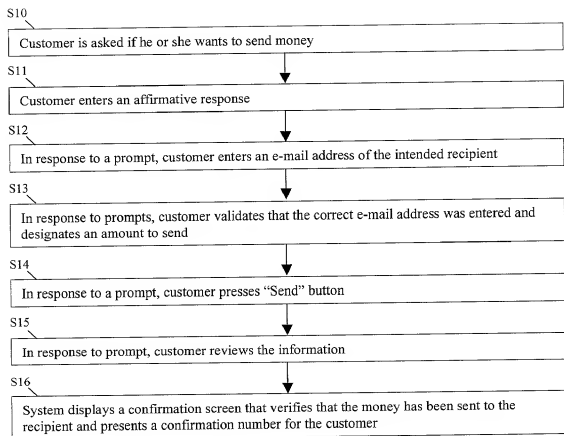 S10
Customer is asked if he or she wants to send money
S11
Customer enters an affirmative response
S12
In response to a prompt, customer enters an e-mail address of the intended recipient
S13
In response to prompts, customer validates that the correct e-mail address was entered and
designates an amount to send
S14
In response to a prompt, customer presses “Send” button
S15
In response to prompt, customer reviews the information
S16
System displays a confirmation screen that verifies that the money has been sent to the
recipient and presents a confirmation number for the customer